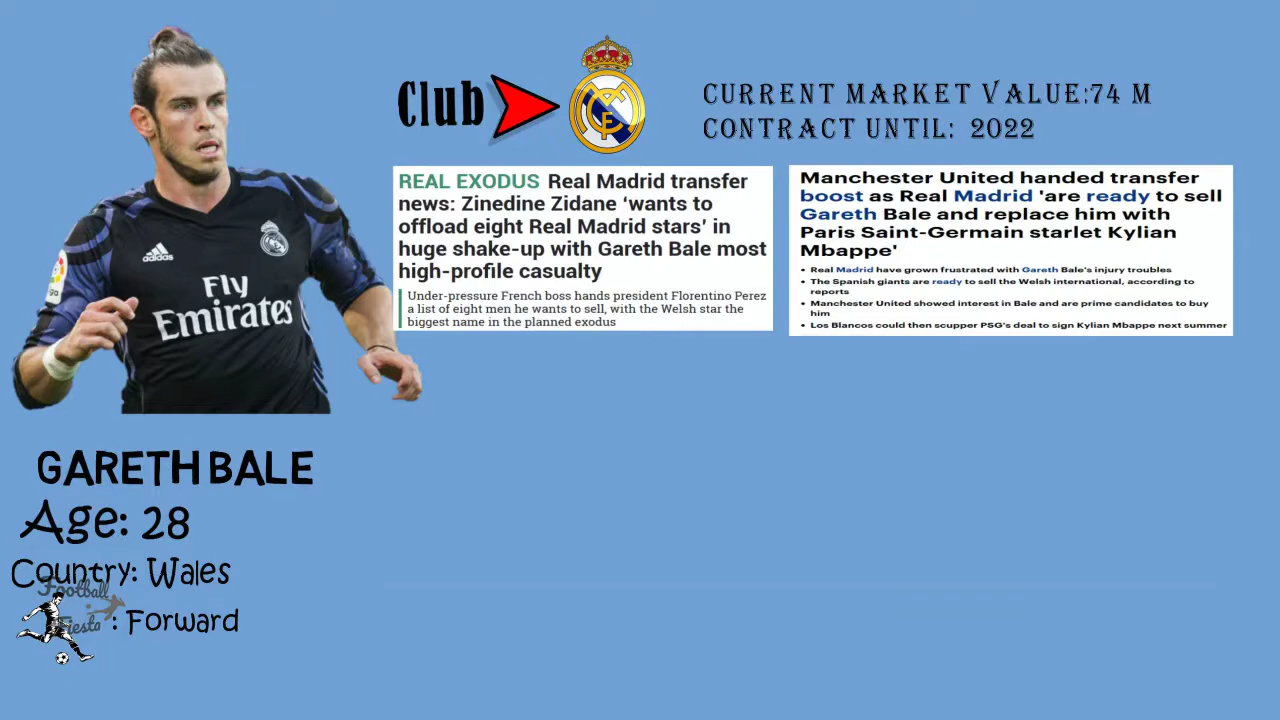 Club
CURRENT MARKET VALUE:74 M
CONTRACT UNTIL: 2022
REAL EXODUS Real Madrid transfer
news: Zinedine Zidane ‘wants to
offload eight Real Madrid stars’ in
huge shake-up with Gareth Bale most
high-profile casualty
Under-pressure French boss hands president Florentino Perez
a list of eight men he wants to sell, with the Welsh star the
biggest name in the planned exodus
Manchester United handed transfer
boost as Real Madrid 'are ready to sell
Gareth Bale and replace him with
Paris Saint-Germain starlet Kylian
Mbappe'
• Real Madrid have grown frustrated with Gareth Bale's injury troubles
• The Spanish giants are ready to sell the Welsh international, according to
reports
• Manchester United showed interest in Bale and are prime candidates to buy
him
• Los Blancos could then scupper PSG's deal to sign Kylian Mbappe next summer
adidas
Fly
Emirates
GARETH BALE
Age: 28
Country: Wales
Football
Fiesta
: Forward